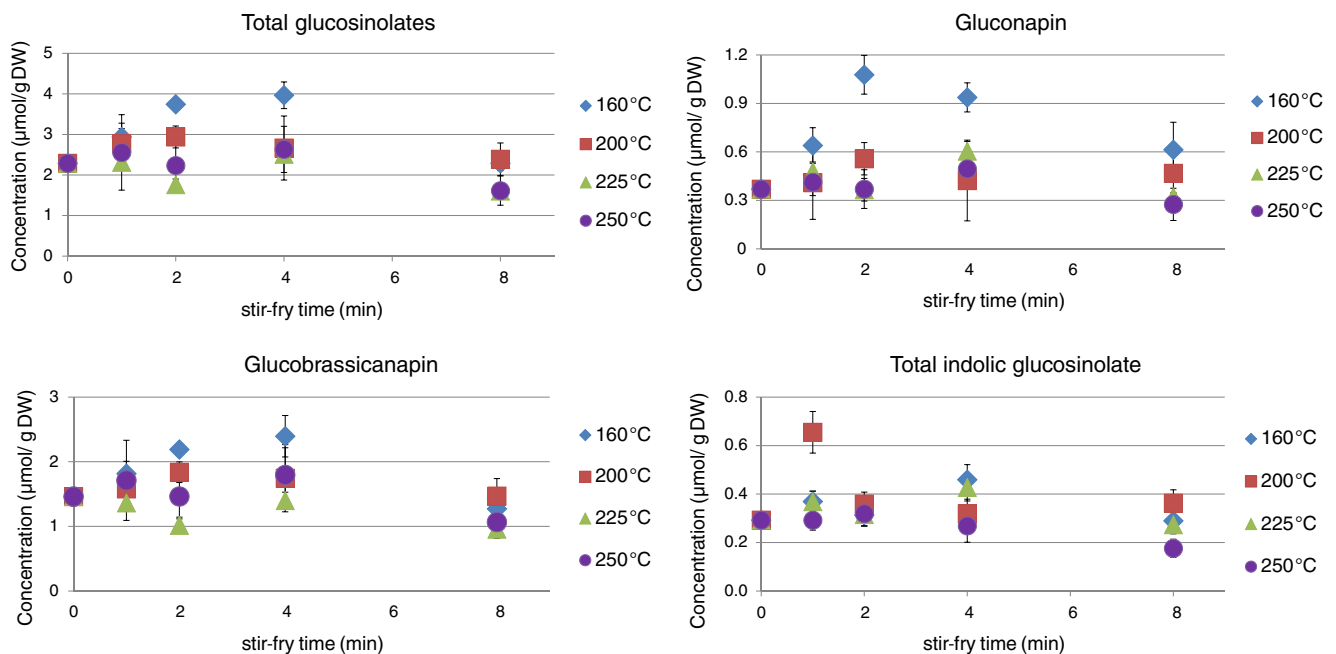 Total glucosinolates
Concentration (µmol/gDW)
5
4
3
2
1
0
0 2 4 6 8
stir-fry time (min)
160°C
200°C
225°C
250°C
Gluconapin
Concentration (µmol/ gDW)
1.2
0.9
0.6
0.3
0
0 2 4 6 8
stir-fry time (min)
160°C
200°C
225°C
250°C
Glucobrassicanapin
Concentration (µmol/ gDW)
3
2
1
0
0 2 4 6 8
stir-fry time (min)
160°C
200°C
225°C
250°C
Total indolic glucosinolate
Concentration (µmol/ gDW)
0.8
0.6
0.4
0.2
0.0
0 2 4 6 8
stir-fry time (min)
160°C
200°C
225°C
250°C